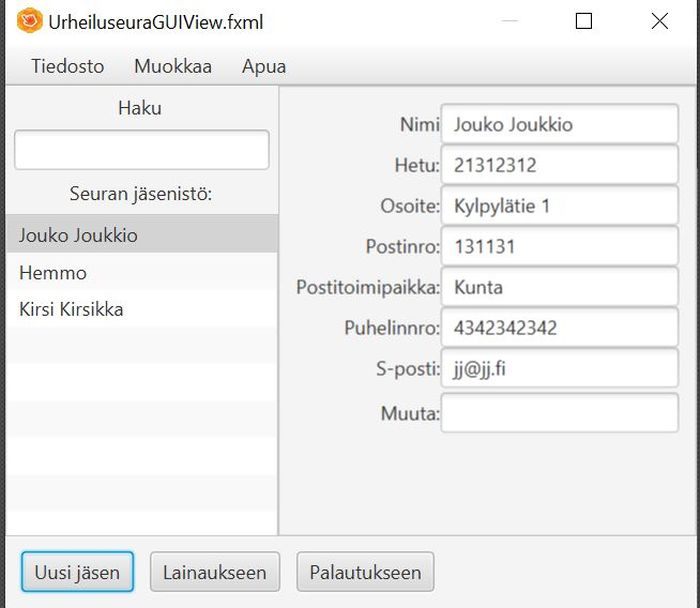 UrheiluseuraGUIView.fxml
Tiedosto Muokkaa Apua
Haku
Seuran jäsenistö:
Jouko Joukkio
Hemmo
Kirsi Kirsikka
Nimi Jouko Joukkio
Hetu: 21312312
Osoite: Kylpylätie 1
Postinro: 131131
Postitoimipaikka: Kunta
Puhelinnro: 4342342342
S-posti: jj@jj.fi
Muuta:
Uusi jäsen Lainaukseen Palautukseen